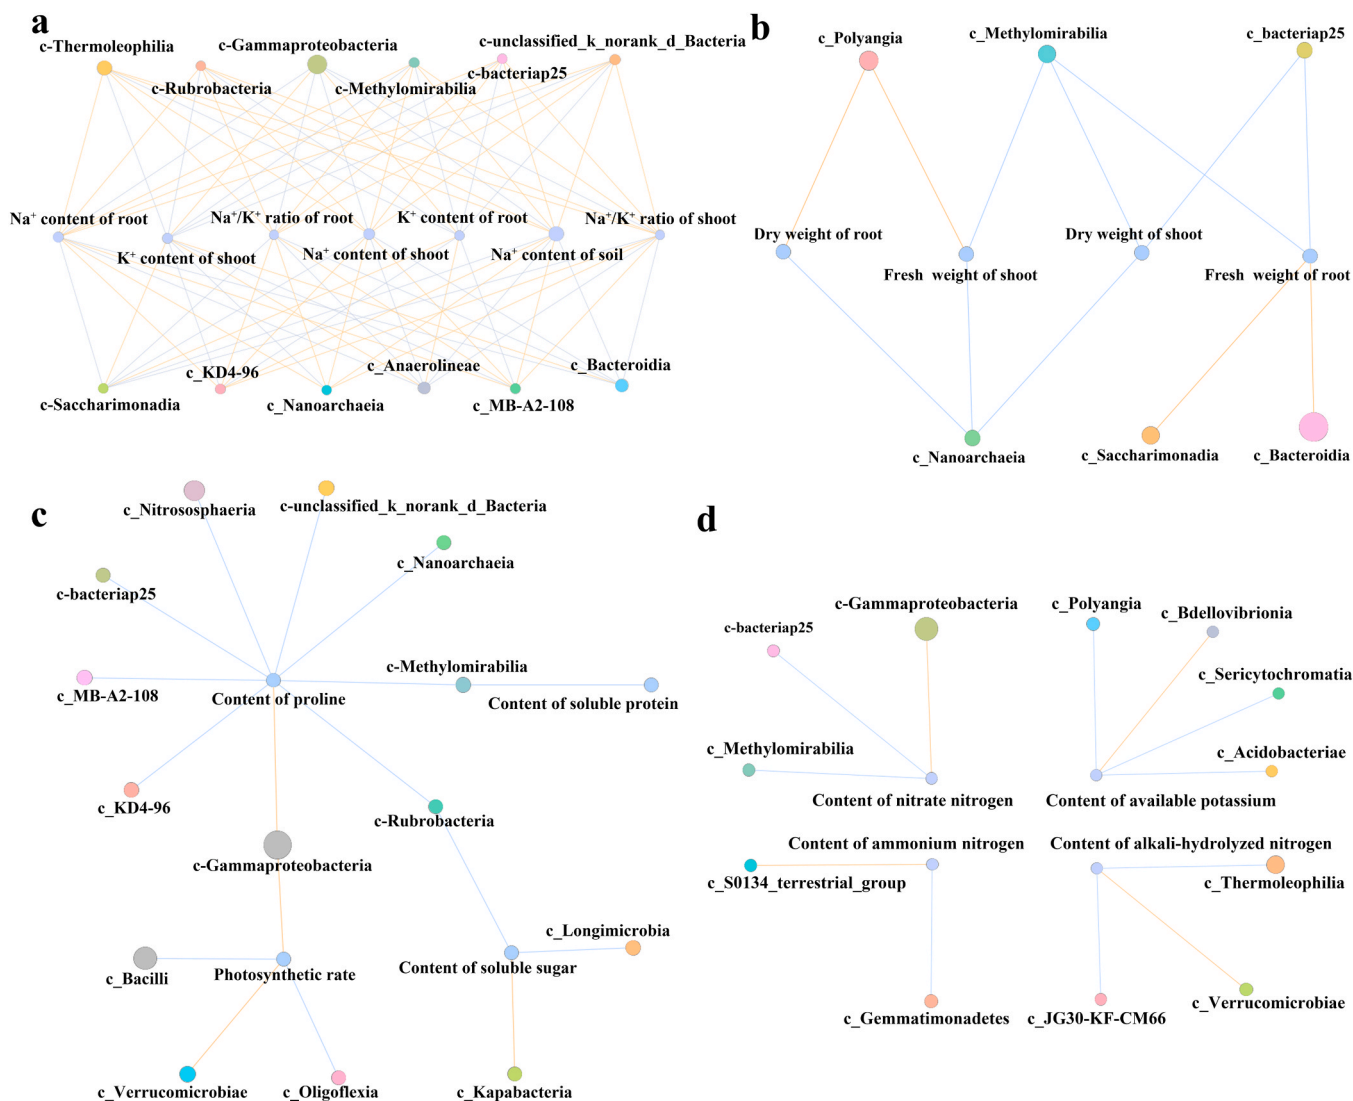 a
c-Thermoleophilia
c-Gammaproteobacteria
c-unclassified_k_norank_d_Bacteria
c-Rubrobacteria
c-Methylomirabilia
c-bacteriap25
Na⁺ content of root
Na⁺/K⁺ ratio of root
K⁺ content of root
Na⁺/K⁺ ratio of shoot
K⁺ content of shoot
Na⁺ content of shoot
Na⁺ content of soil
c_KD4-96
c_Anaerolineae
c_Bacteroidia
c-Saccharimonadia
c_Nanoarchaeia
c_MB-A2-108
b
c_Polyangia
c_Methylomirabilia
c_bacteriap25
Dry weight of root
Dry weight of shoot
Fresh weight of shoot
Fresh weight of root
c_Nanoarchaeia
c_Saccharimonadia
c_Bacteroidia
c
c_Nitrososphaeria
c-unclassified_k_norank_d_Bacteria
c_Nanoarchaeia
c-bacteriap25
c-Methylomirabilia
c_MB-A2-108
Content of proline
Content of soluble protein
c_KD4-96
c-Rubrobacteria
c-Gammaproteobacteria
c_Longimicrobia
c_Bacilli
Photosynthetic rate
Content of soluble sugar
c_Verrucomicrobiae
c_Oligoflexia
c_Kapabacteria
d
c-Gammaproteobacteria
c-bacteriap25
c_Methylomirabilia
Content of nitrate nitrogen
c_Polyangia
c_Bdellovibrionia
c_Sericytochromatia
c_Acidobacteriae
Content of available potassium
Content of ammonium nitrogen
c_S0134_terrestrial_group
c_Gemmatimonadetes
Content of alkali-hydrolyzed nitrogen
c_Thermoleophilia
c_JG30-KF-CM66
c_Verrucomicrobiae